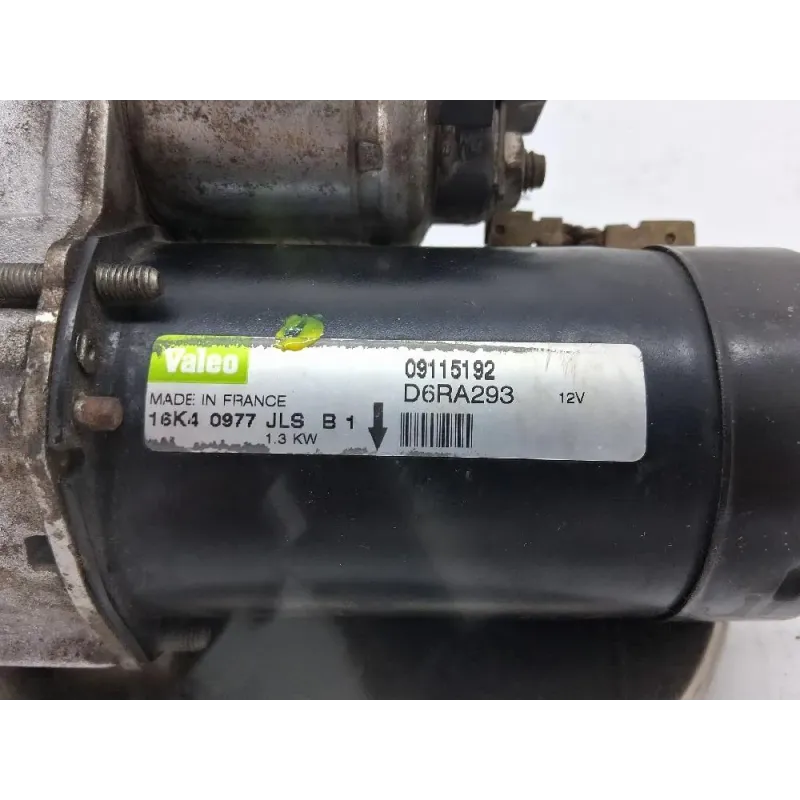 Valeo
09115192
MADE IN FRANCE
D6RA293 12V
16K4 0977 JLS B 1
1.3 KW